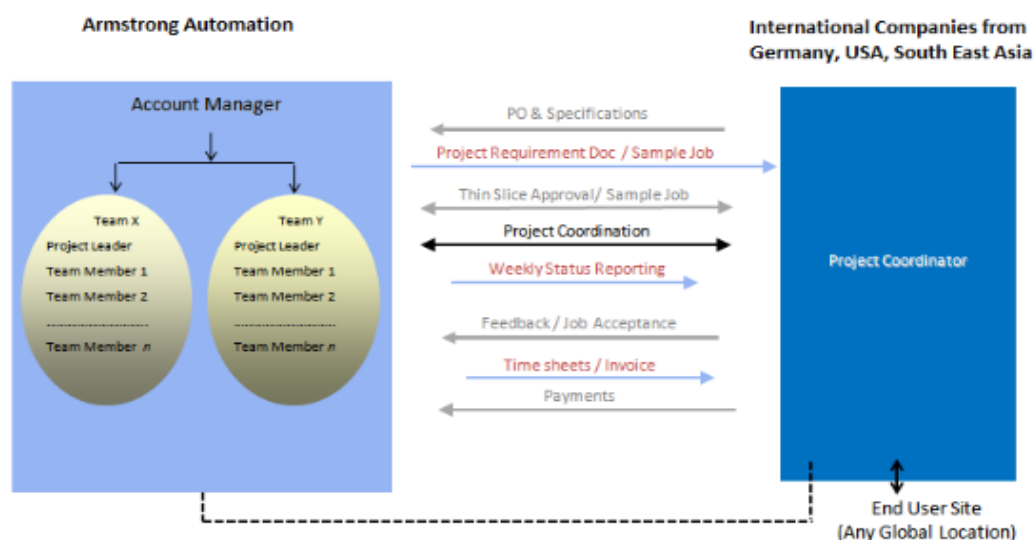 Armstrong Automation
International Companies from
Germany, USA, South East Asia
Account Manager
Team X
Project Leader
Team Member 1
Team Member 2
............................
Team Member n
Team Y
Project Leader
Team Member 1
Team Member 2
............................
Team Member n
PO & Specifications
Project Requirement Doc / Sample Job
Thin Slice Approval/ Sample Job
Project Coordination
Weekly Status Reporting
Feedback / Job Acceptance
Time sheets / Invoice
Payments
Project Coordinator
End User Site
(Any Global Location)